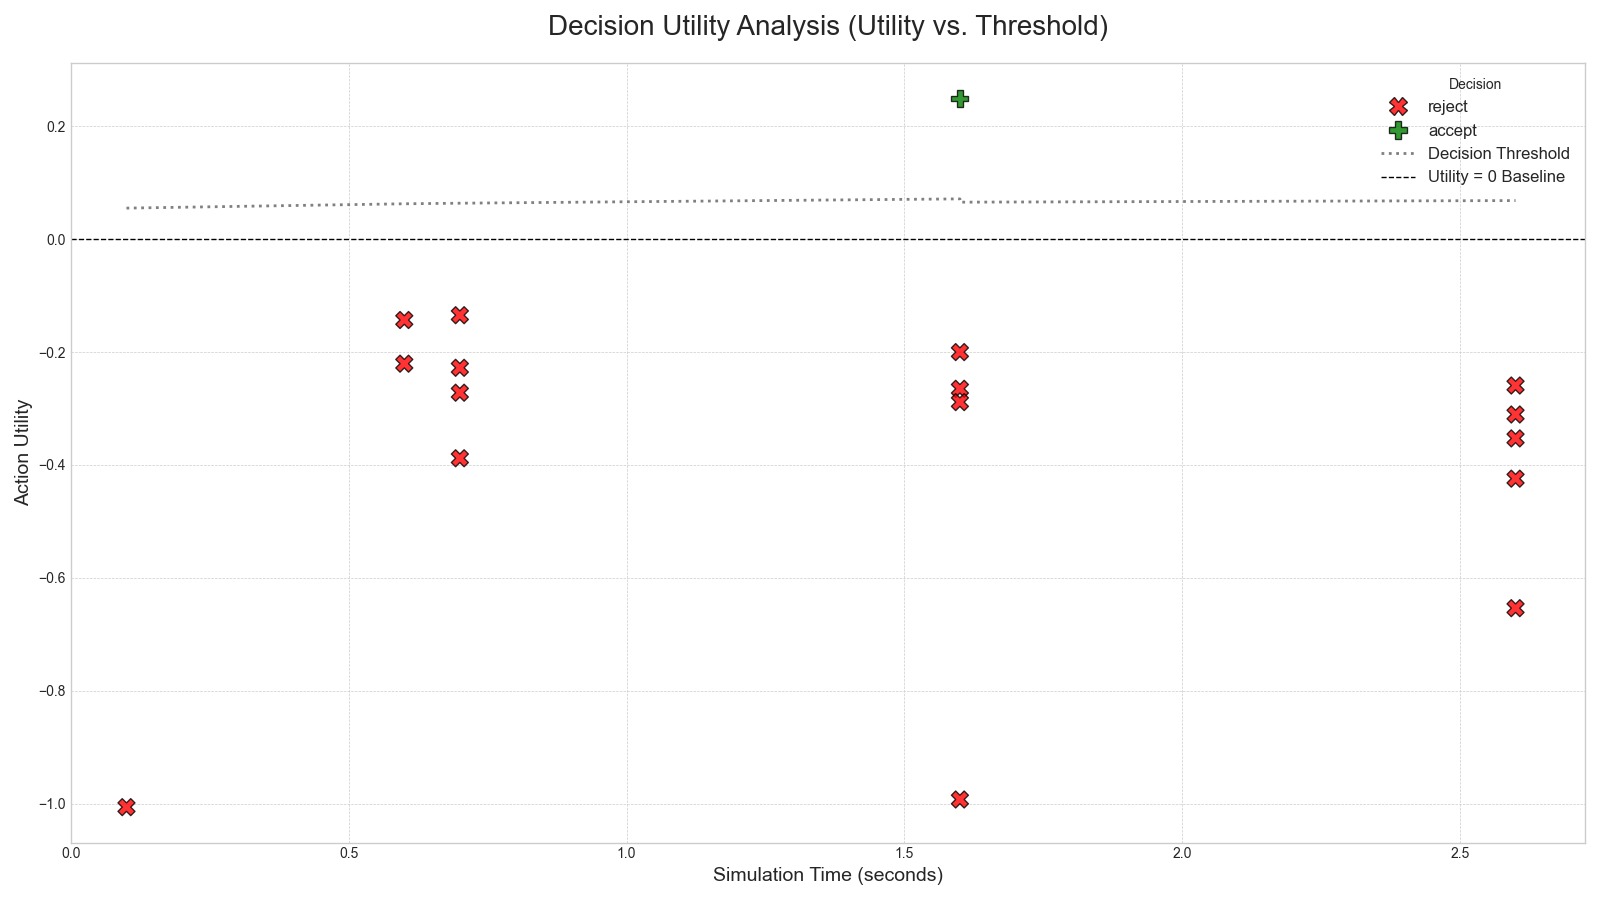 Decision Utility Analysis (Utility vs. Threshold)
Decision
reject
accept
Decision Threshold
Utility = 0 Baseline
Action Utility
0.2
0.0
−0.2
−0.4
−0.6
−0.8
−1.0
0.0
0.5
1.0
1.5
2.0
2.5
Simulation Time (seconds)